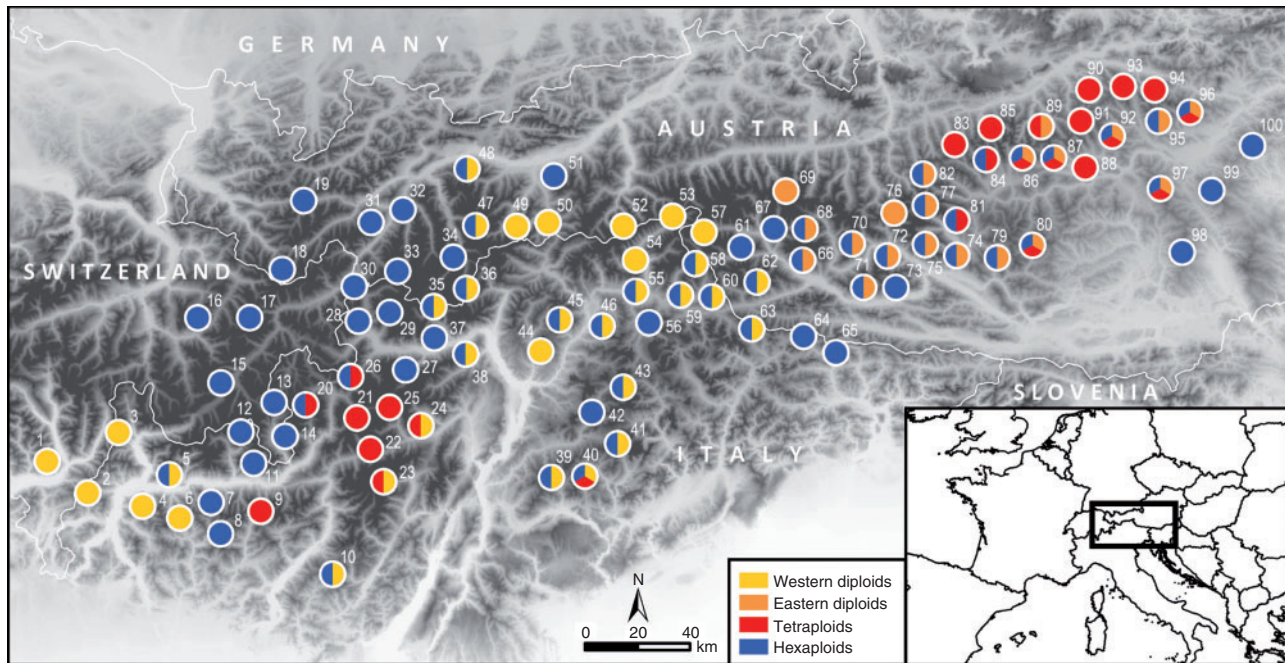 GERMANY
AUSTRIA
SWITZERLAND
ITALY
SLOVENIA
90 93 94
85 89 91 92 96
83 95 100
84 86 87 88
48 51 82 97 99
19 69 76 77
31 32 47 49 50 52 53 57 67 68 81
34 61 70 72 80
18 33 54 66 75 74 79 98
30 36 58 62 71 73
35 55 60
16 17 28 29 37 45 46 59 56 63 64
38 44 65
15 26 27 43
13 20 21 25 42
3 12 14 24 41
1 22
2 5 11 23 39 40
4 6 7 9
8
10
N
0 20 40
km
Western diploids
Eastern diploids
Tetraploids
Hexaploids